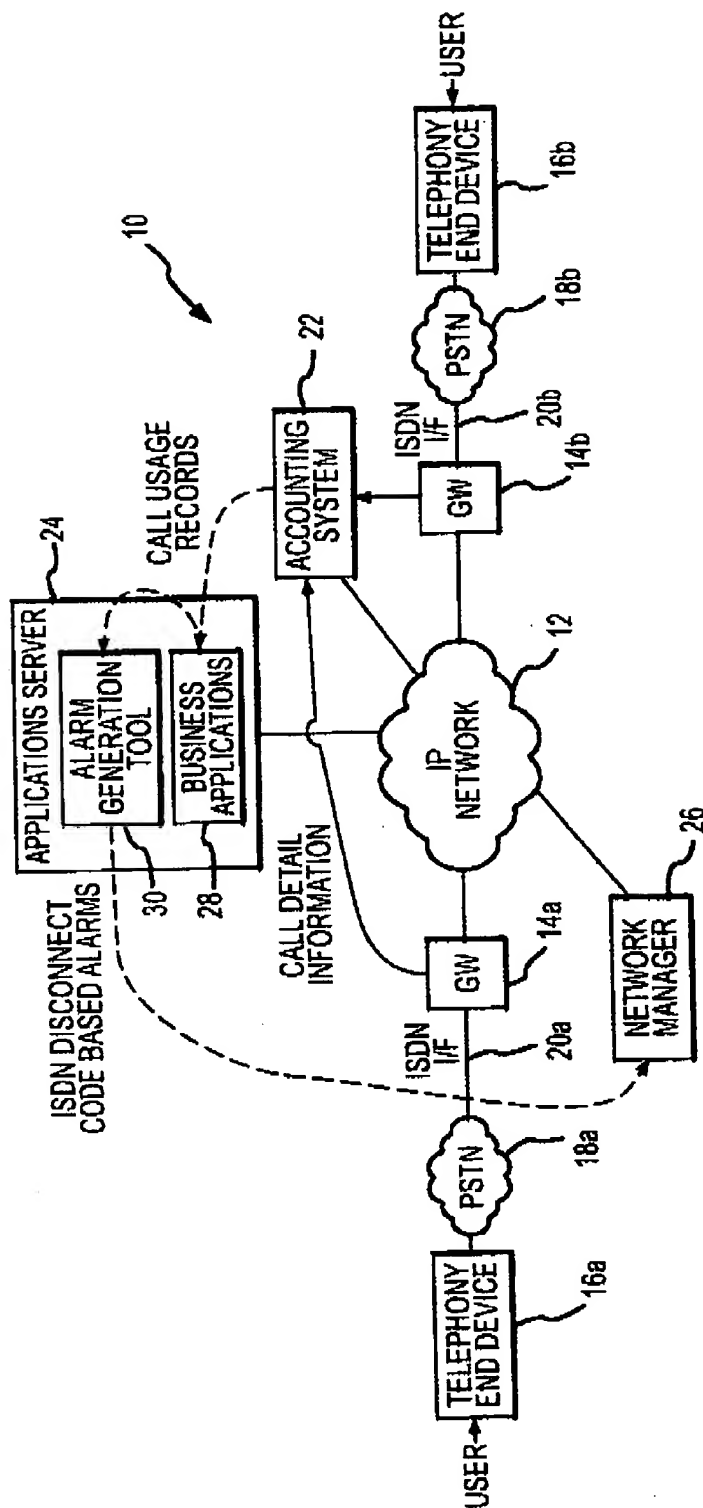 10
24
APPLICATIONS SERVER
ALARM
GENERATION
TOOL
30
BUSINESS
APPLICATIONS
28
CALL USAGE
RECORDS
22
ACCOUNTING
SYSTEM
ISDN DISCONNECT
CODE BASED ALARMS
CALL DETAIL
INFORMATION
USER
TELEPHONY
END DEVICE
16a
PSTN
18a
ISDN
I/F
20a
GW
14a
IP
NETWORK
12
GW
14b
ISDN
I/F
20b
PSTN
18b
TELEPHONY
END DEVICE
16b
USER
NETWORK
MANAGER
26